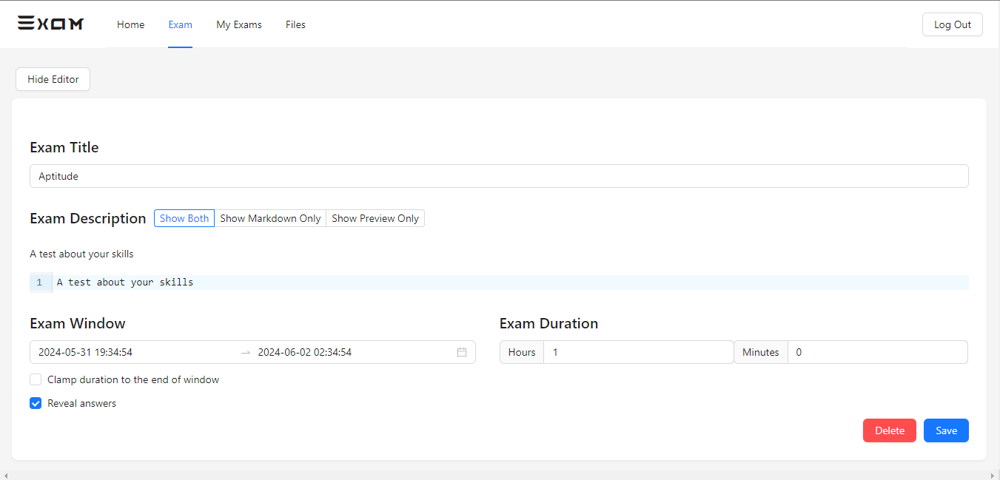 Exam Home Exam My Exams Files Log Out
Hide Editor
Exam Title
Aptitude
Exam Description Show Both Show Markdown Only Show Preview Only
A test about your skills
1 A test about your skills
Exam Window Exam Duration
2024-05-31 19:34:54 → 2024-06-02 02:34:54 Hours 1 Minutes 0
Clamp duration to the end of window
Reveal answers
Delete Save